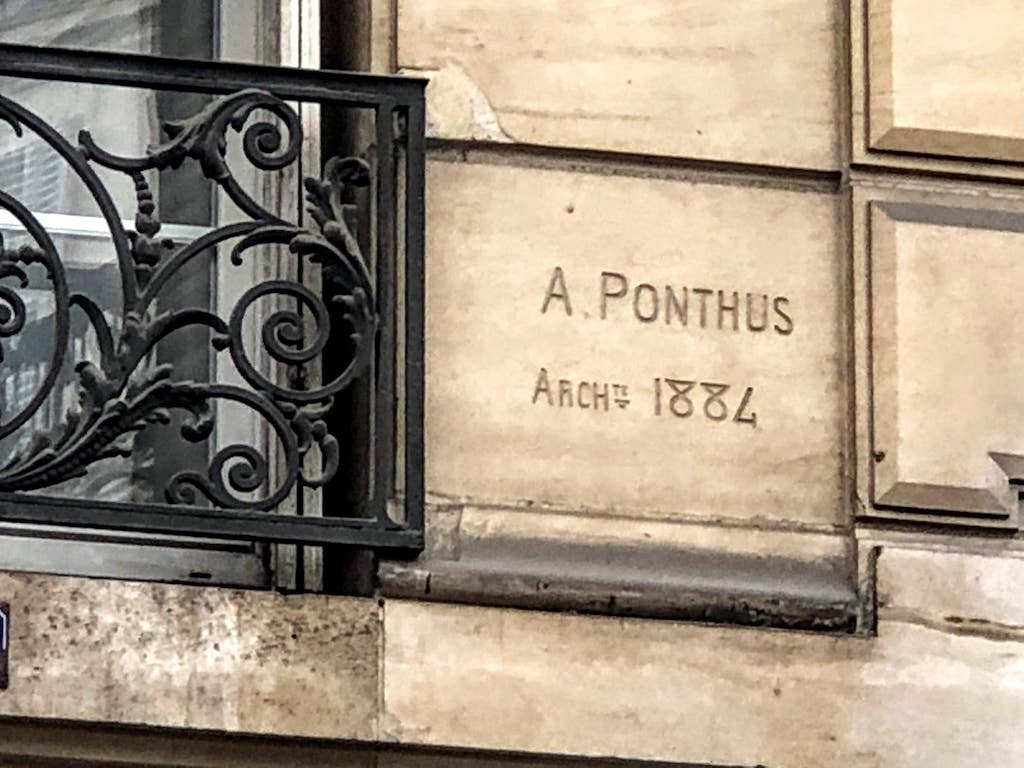 A. PONTHUS
ARCHTE 1884